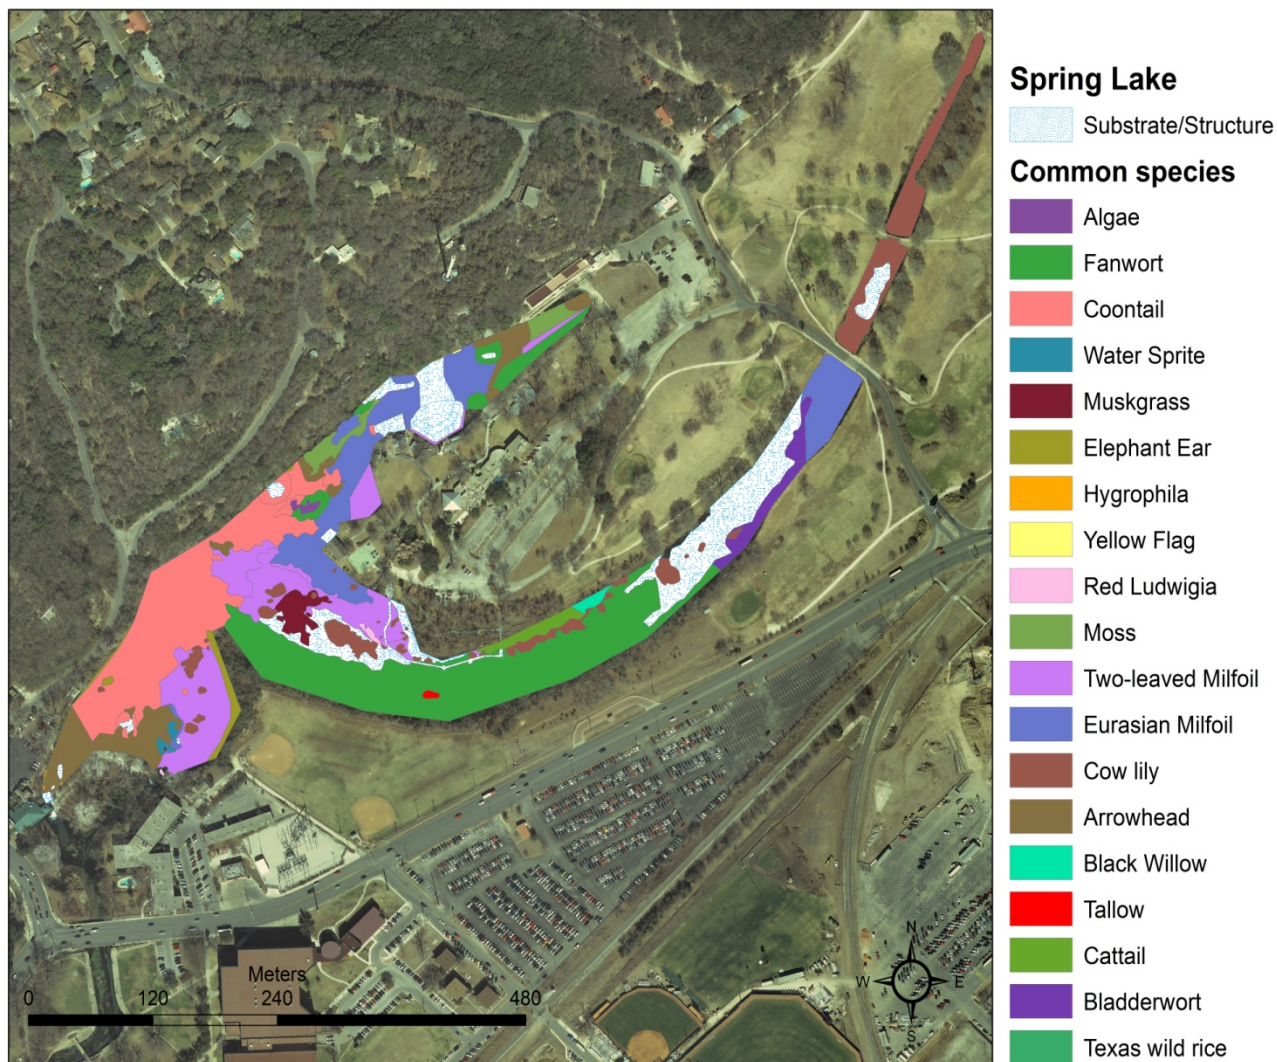 Spring Lake
Substrate/Structure
Common species
Algae
Fanwort
Coontail
Water Sprite
Muskgrass
Elephant Ear
Hygrophila
Yellow Flag
Red Ludwigia
Moss
Two-leaved Milfoil
Eurasian Milfoil
Cow lily
Arrowhead
Black Willow
Tallow
Cattail
Bladderwort
Texas wild rice
N
W E
S
Meters
0 120 240 480